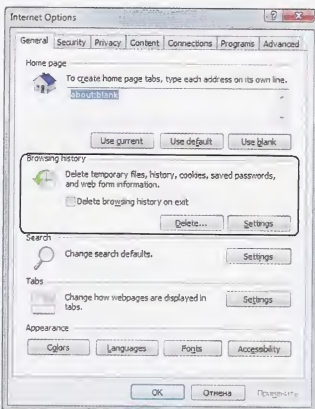 Internet Options
General Security Privacy Content Connections Programs Advanced
Home page
To create home page tabs, type each address on its own line.
about:blank
Use current Use default Use blank
Browsing history
Delete temporary files, history, cookies, saved passwords,
and web form information.
Delete browsing history on exit
Delete... Settings
Search
Change search defaults.
Settings
Tabs
Change how webpages are displayed in
tabs.
Settings
Appearance
Colors Languages Fonts Accessibility
OK Отмена Применить